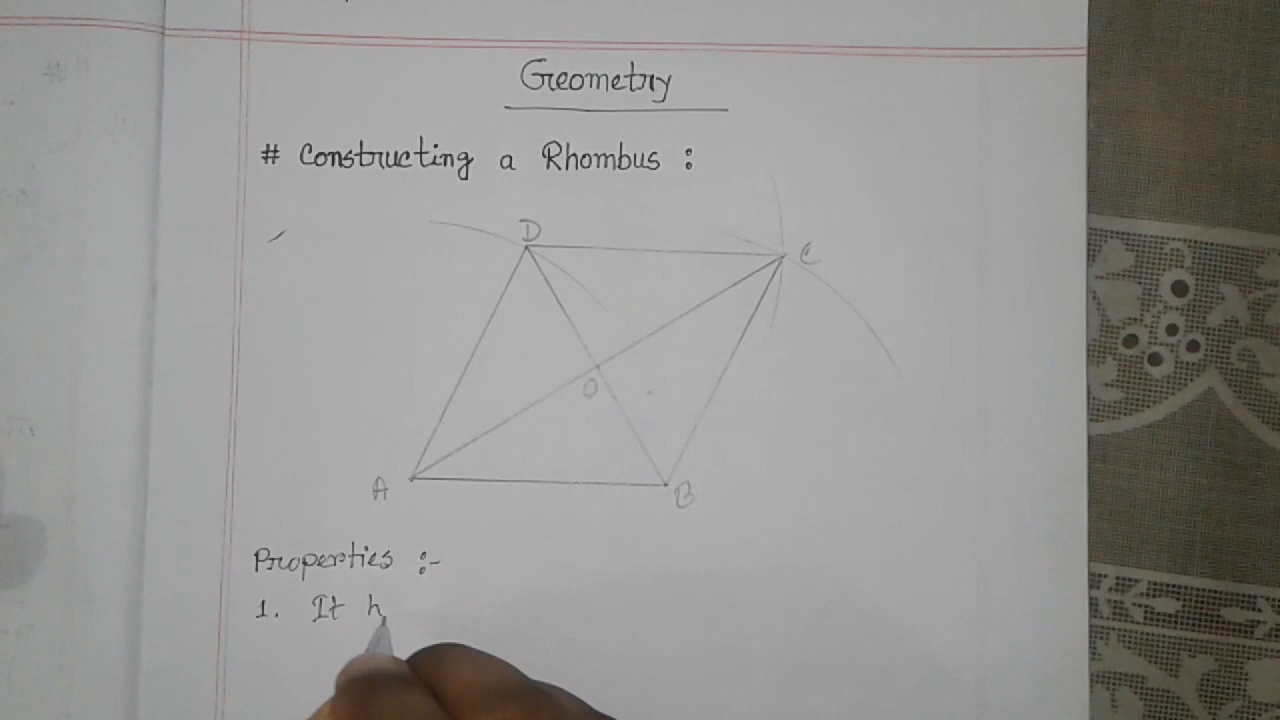 Geometry
# Constructing a Rhombus :
D
C
O
A
B
Properties :-
1. It h